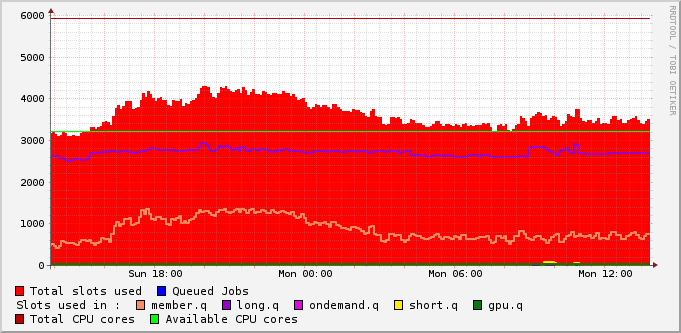 RRDTOOL / TOBI OETIKER
6000
5000
4000
3000
2000
1000
0
Sun 18:00 Mon 00:00 Mon 06:00 Mon 12:00
Total slots used Queued Jobs
Slots used in : member.q long.q ondemand.q short.q gpu.q
Total CPU cores Available CPU cores